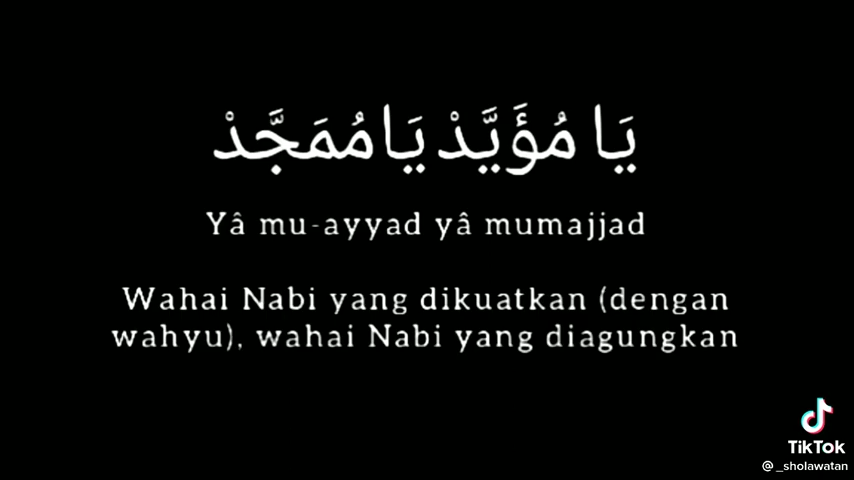 يَا مُؤَيَّدْ يَا مُمَجَّدْ
Yâ mu-ayyad yâ mumajjad
Wahai Nabi yang dikuatkan (dengan
wahyu), wahai Nabi yang diagungkan
TikTok
@_sholawatan